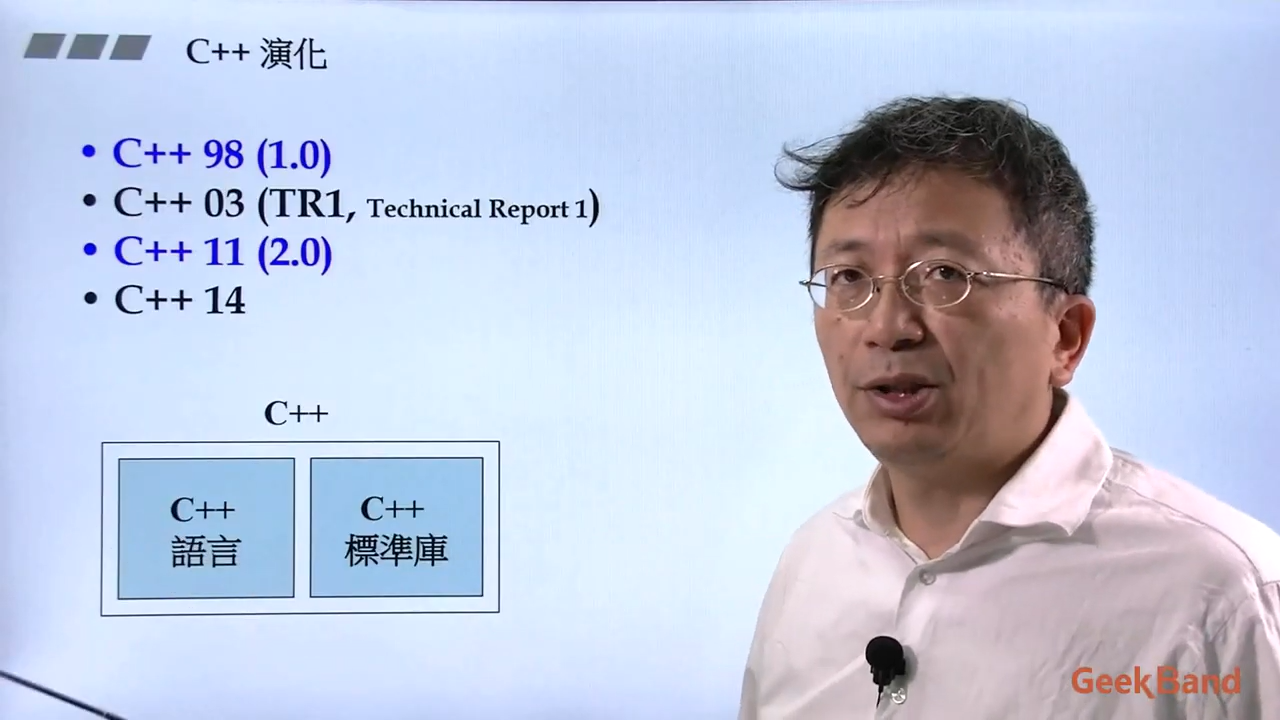 C++ 演化
• C++ 98 (1.0)
• C++ 03 (TR1, Technical Report 1)
• C++ 11 (2.0)
• C++ 14
C++
C++
語言
C++
標準庫
GeekBand